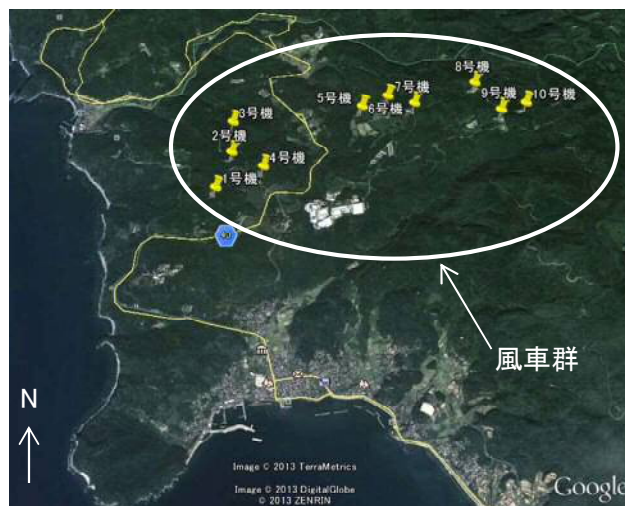 8号機
7号機
5号機
6号機
9号機
10号機
3号機
2号機
4号機
1号機
風車群
N
Image © 2013 TerraMetrics
Image © 2013 DigitalGlobe
© 2013 ZENRIN
Google